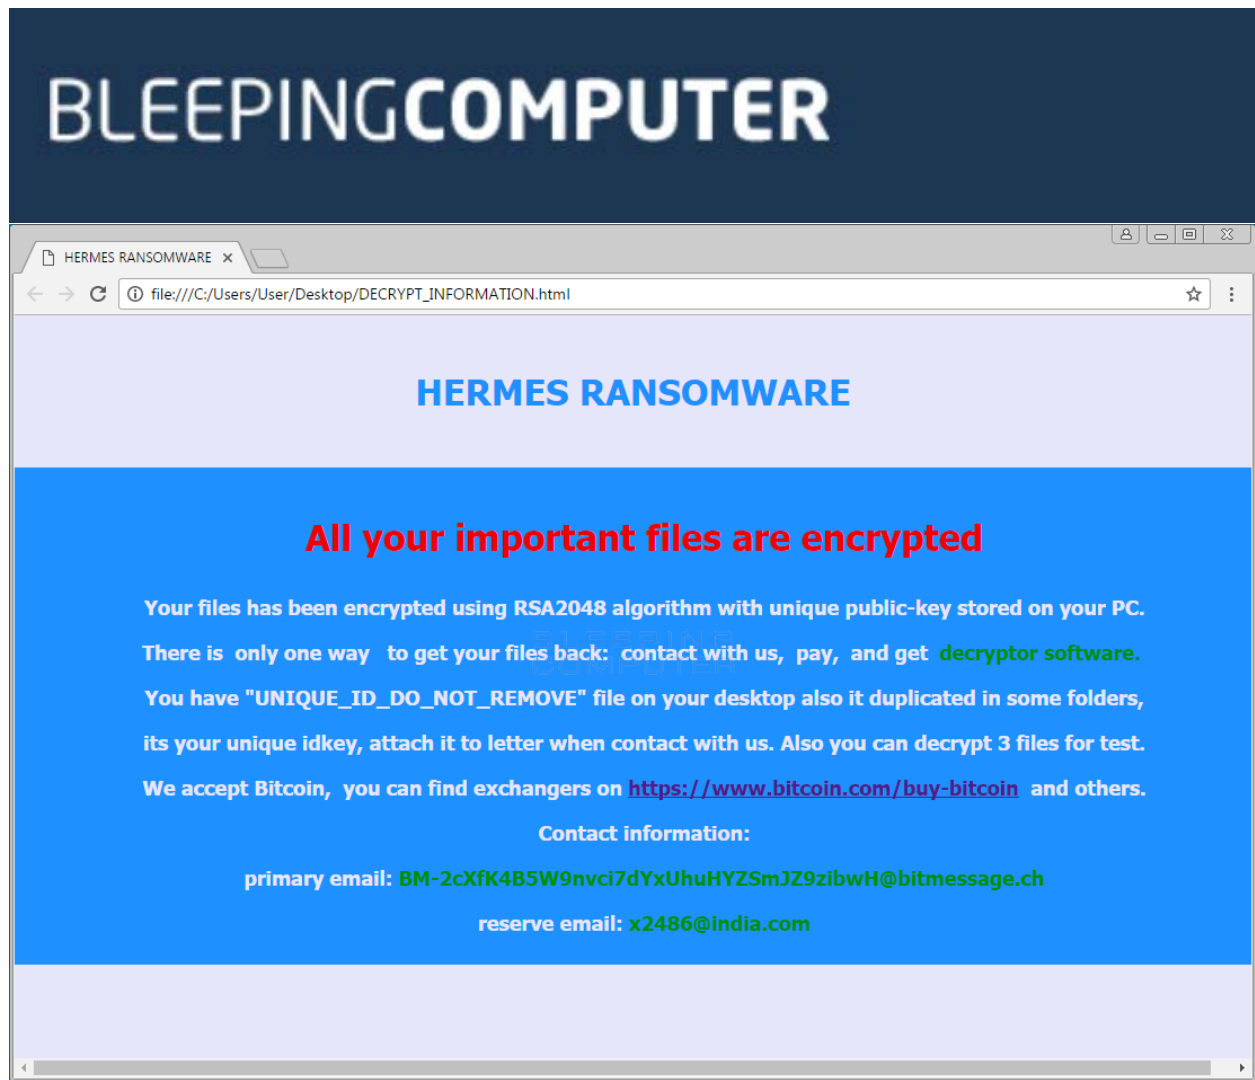 BLEEPINGCOMPUTER
HERMES RANSOMWARE
file:///C:/Users/User/Desktop/DECRYPT_INFORMATION.html
HERMES RANSOMWARE
All your important files are encrypted
Your files has been encrypted using RSA2048 algorithm with unique public-key stored on your PC.
There is only one way to get your files back: contact with us, pay, and get decryptor software.
BLEEPING
COMPUTER
You have "UNIQUE_ID_DO_NOT_REMOVE" file on your desktop also it duplicated in some folders,
its your unique idkey, attach it to letter when contact with us. Also you can decrypt 3 files for test.
We accept Bitcoin, you can find exchangers on https://www.bitcoin.com/buy-bitcoin and others.
Contact information:
primary email: BM-2cXfK4B5W9nvci7dYxUhuHYZSmJZ9zibwH@bitmessage.ch
reserve email: x2486@india.com